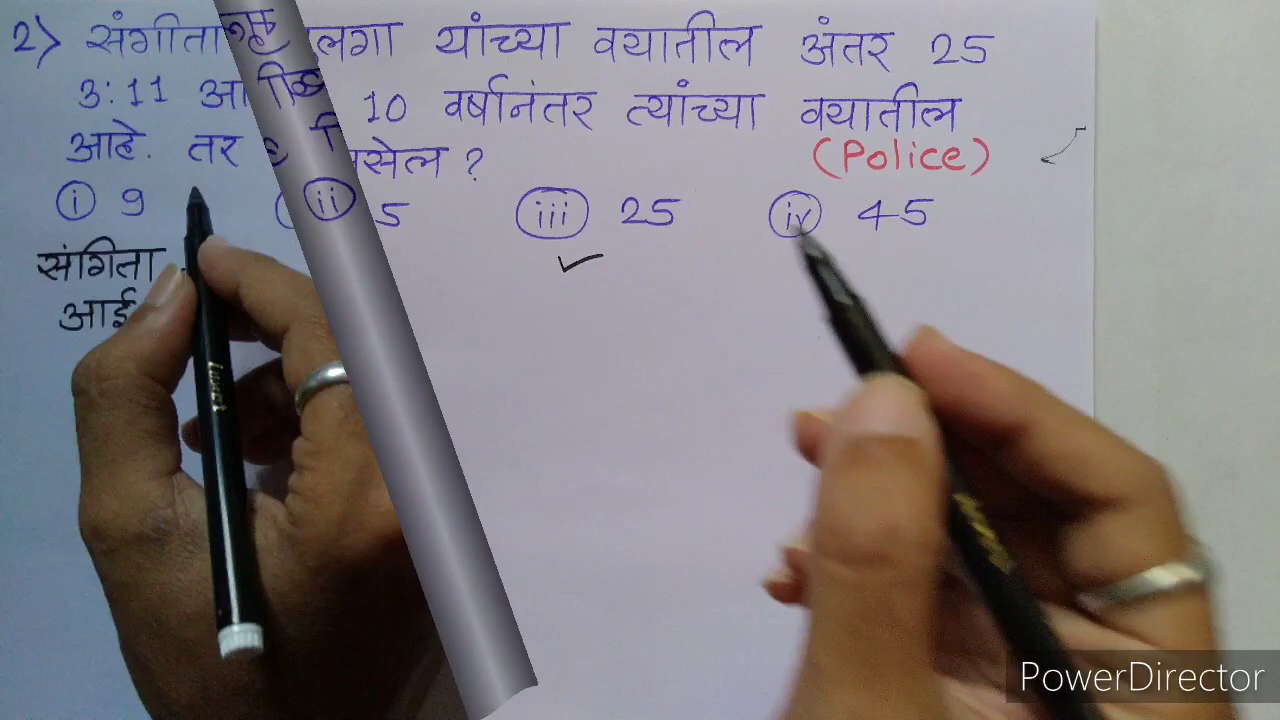 2) संगीता लगा यांच्या वयातील अंतर 25
3:11 आ 10 वर्षानंतर त्यांच्या वयातील
आहे. तर सेल ?
(Police)
i 9 ii 5 iii 25 iv 45
संगिता
आई
PowerDirector